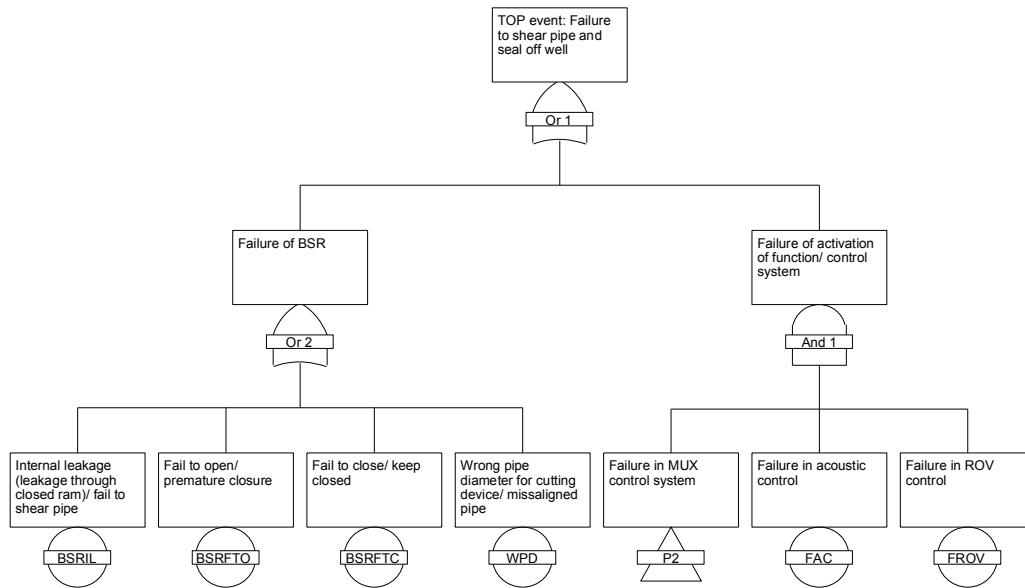 TOP event: Failure
to shear pipe and
seal off well
Or 1
Failure of BSR
Failure of activation
of function/ control
system
Or 2
And 1
Internal leakage
(leakage through
closed ram)/ fail to
shear pipe
Fail to open/
premature closure
Fail to close/ keep
closed
Wrong pipe
diameter for cutting
device/ missaligned
pipe
Failure in MUX
control system
Failure in acoustic
control
Failure in ROV
control
BSRIL
BSRFTO
BSRFTC
WPD
P2
FAC
FROV